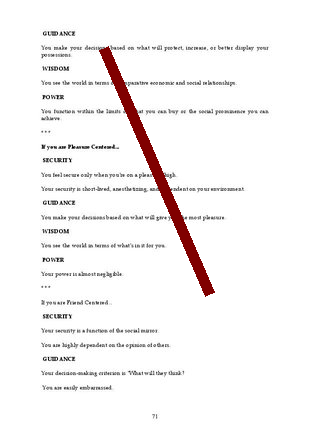 GUIDANCE
You make your decisions based on what will protect, increase, or better display your
possessions.
WISDOM
You see the world in terms comparative economic and social relationships.
POWER
You function within the limits what you can buy or the social prominence you can
achieve.
* * *
If you are Pleasure Centered...
SECURITY
You feel secure only when you're on a pleasure high.
Your security is short-lived, anesthetizing, and dependent on your environment.
GUIDANCE
You make your decisions based on what will give you the most pleasure.
WISDOM
You see the world in terms of what's in it for you.
POWER
Your power is almost negligible.
* * *
If you are Friend Centered...
SECURITY
Your security is a function of the social mirror.
You are highly dependent on the opinion of others.
GUIDANCE
Your decision-making criterion is "What will they think?
You are easily embarrassed.
71